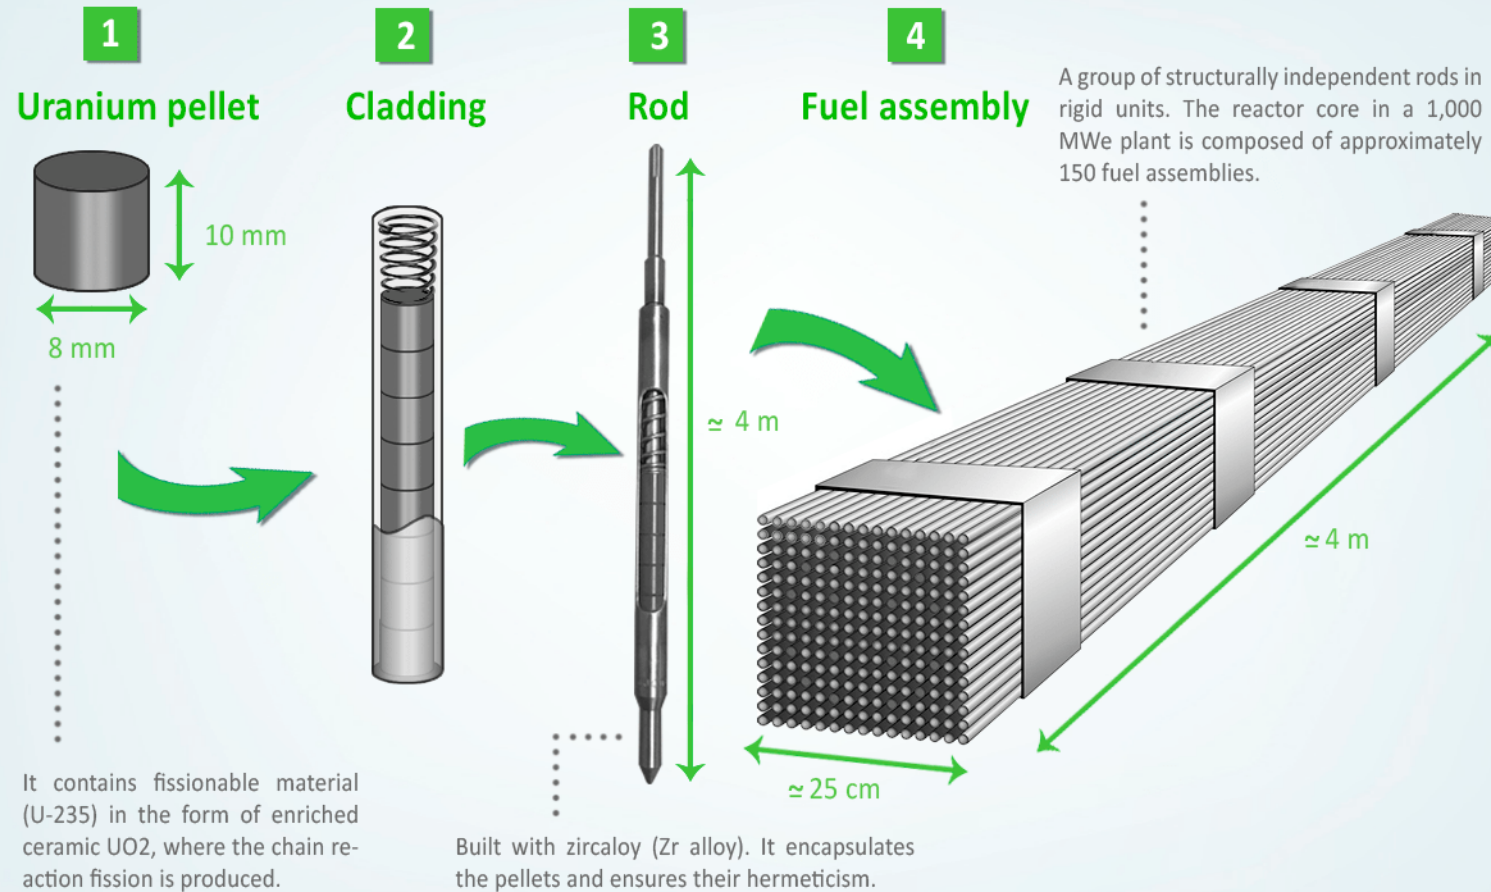 1
Uranium pellet
10 mm
8 mm
It contains fissionable material
(U-235) in the form of enriched
ceramic UO2, where the chain re-
action fission is produced.
2
Cladding
3
Rod
≃ 4 m
Built with zircaloy (Zr alloy). It encapsulates
the pellets and ensures their hermeticism.
4
Fuel assembly
A group of structurally independent rods in
rigid units. The reactor core in a 1,000
MWe plant is composed of approximately
150 fuel assemblies.
≃ 4 m
≃ 25 cm